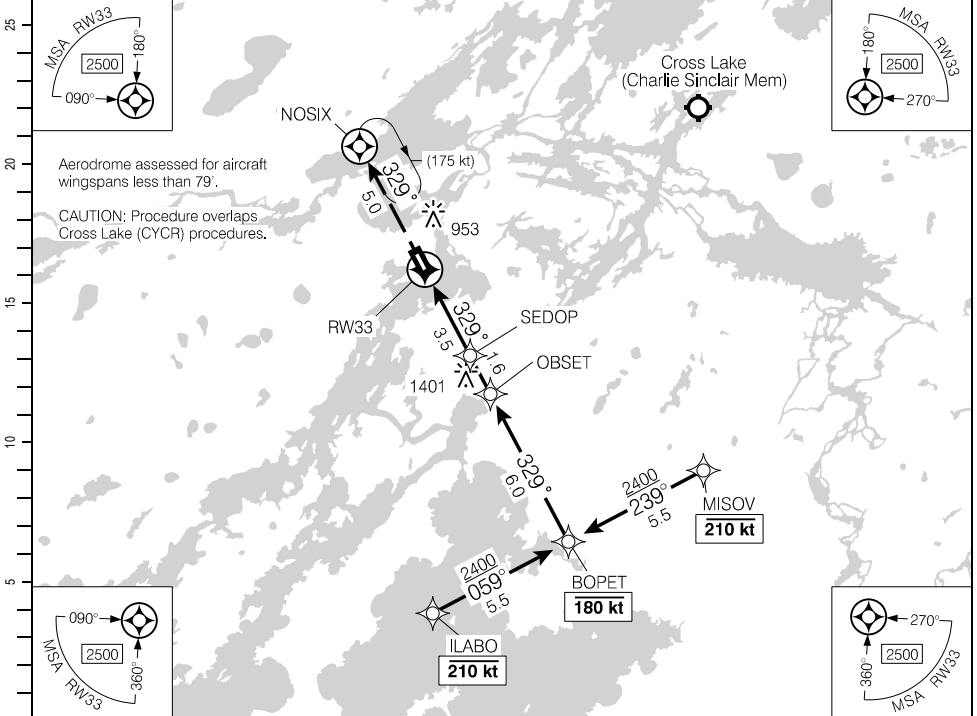 25
20
15
10
5
MSA RW33
2500
180°
090°
MSA RW33
2500
180°
270°
Cross Lake
(Charlie Sinclair Mem)
NOSIX
(175 kt)
329°
5.0
Aerodrome assessed for aircraft
wingspans less than 79'.
CAUTION: Procedure overlaps
Cross Lake (CYCR) procedures.
953
RW33
329°
3.5
SEDOP
1.6
OBSET
1401
329°
6.0
2400
239°
5.5
MISOV
210 kt
2400
059°
5.5
BOPET
180 kt
ILABO
210 kt
090°
2500
360°
MSA RW33
270°
2500
360°
MSA RW33